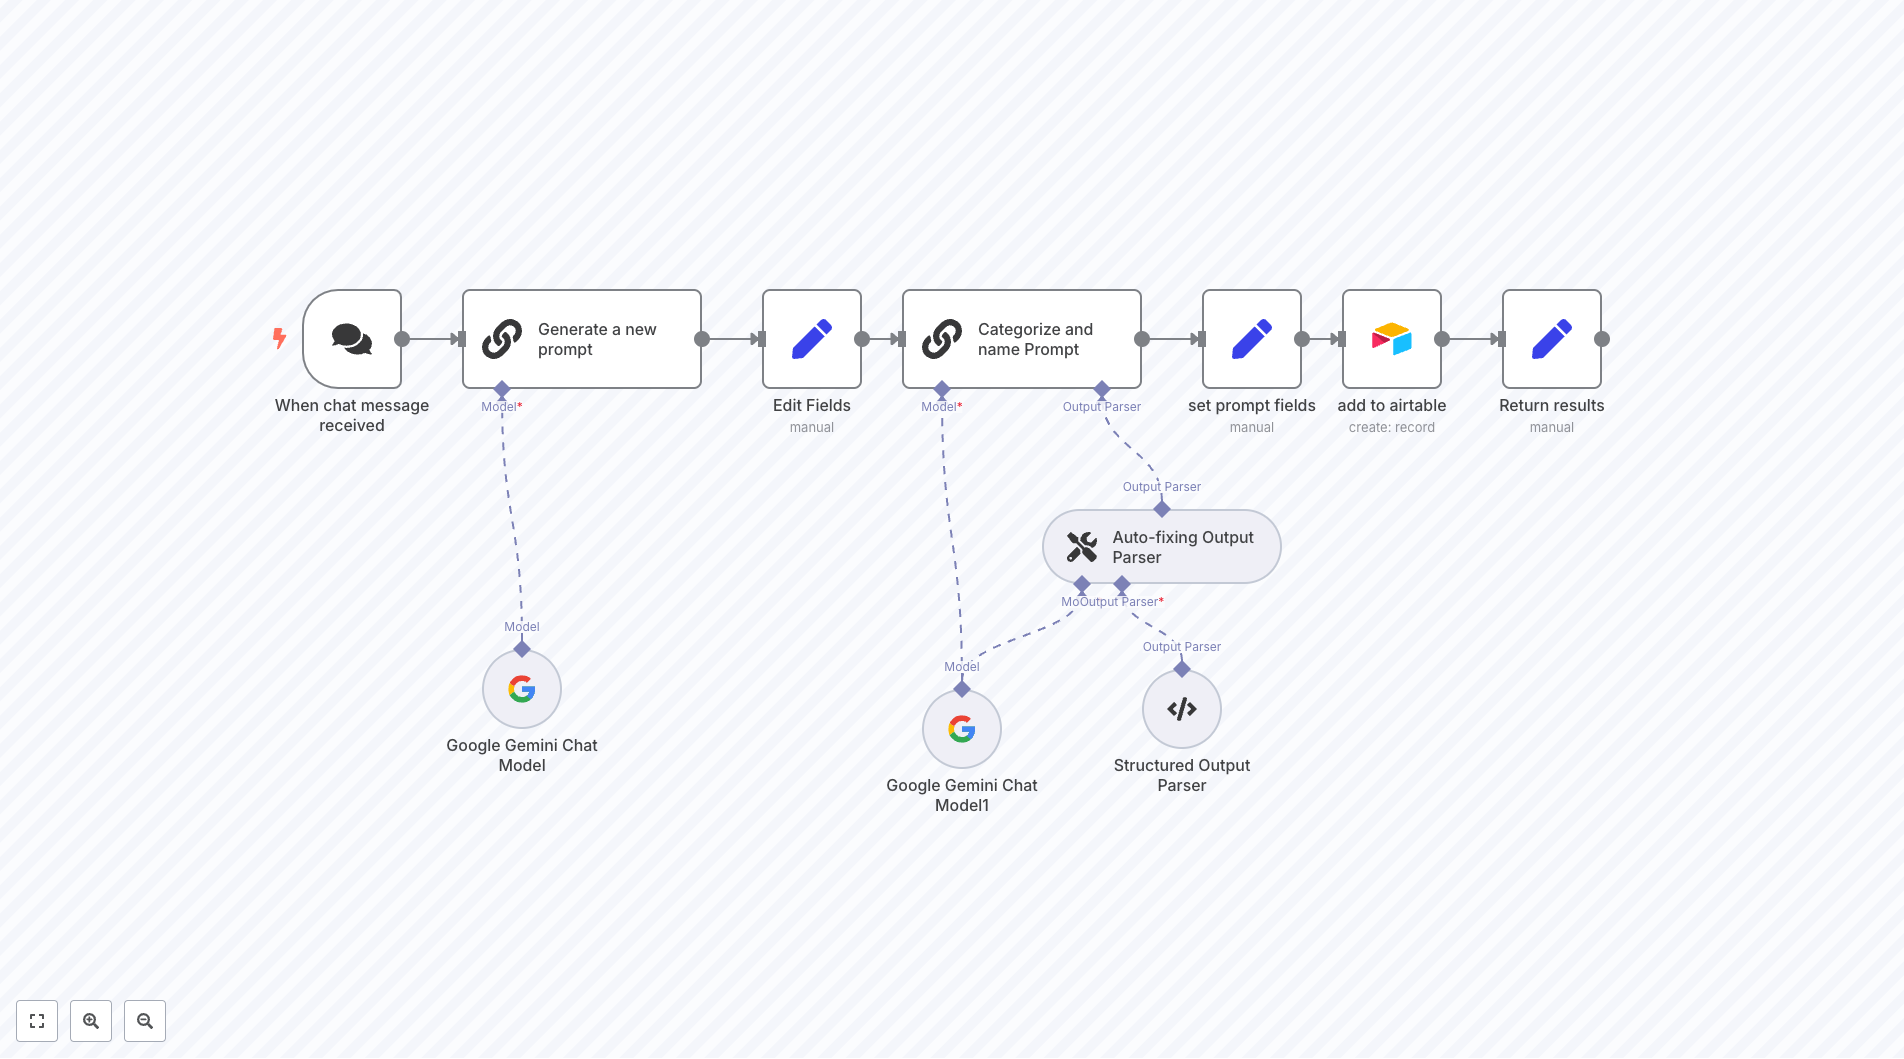 Generate a new
prompt
Categorize and
name Prompt
When chat message
received
Model*
Edit Fields
manual
Model*
Output Parser
set prompt fields
manual
add to airtable
create: record
Return results
manual
Output Parser
Auto-fixing Output
Parser
MoOutput Parser*
Model
Output Parser
Model
Google Gemini Chat
Model
Structured Output
Parser
Google Gemini Chat
Model1